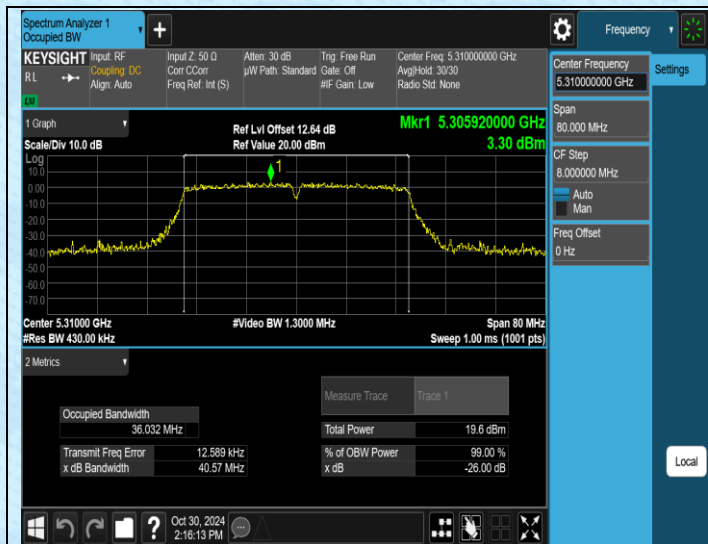 Spectrum Analyzer 1
Occupied BW
Frequency
KEYSIGHT
R L
LXI
Input: RF
Coupling: DC
Align: Auto
Input Z: 50 Ω
Corr CCorr
Freq Ref: Int (S)
Atten: 30 dB
µW Path: Standard
Trig: Free Run
Gate: Off
#IF Gain: Low
Center Freq: 5.310000000 GHz
Avg|Hold: 30/30
Radio Std: None
Center Frequency
5.310000000 GHz
Settings
Span
80.000 MHz
CF Step
8.000000 MHz
Auto
Man
Freq Offset
0 Hz
1 Graph
Scale/Div 10.0 dB
Ref Lvl Offset 12.64 dB
Ref Value 20.00 dBm
Mkr1 5.305920000 GHz
3.30 dBm
Log
10.0
0.00
-10.0
-20.0
-30.0
-40.0
-50.0
-60.0
-70.0
1
Center 5.31000 GHz
#Res BW 430.00 kHz
#Video BW 1.3000 MHz
Span 80 MHz
Sweep 1.00 ms (1001 pts)
2 Metrics
Measure Trace
Trace 1
Occupied Bandwidth
36.032 MHz
Total Power
19.6 dBm
Transmit Freq Error
12.589 kHz
% of OBW Power
99.00 %
x dB Bandwidth
40.57 MHz
x dB
-26.00 dB
Local
?
Oct 30, 2024
2:16:13 PM